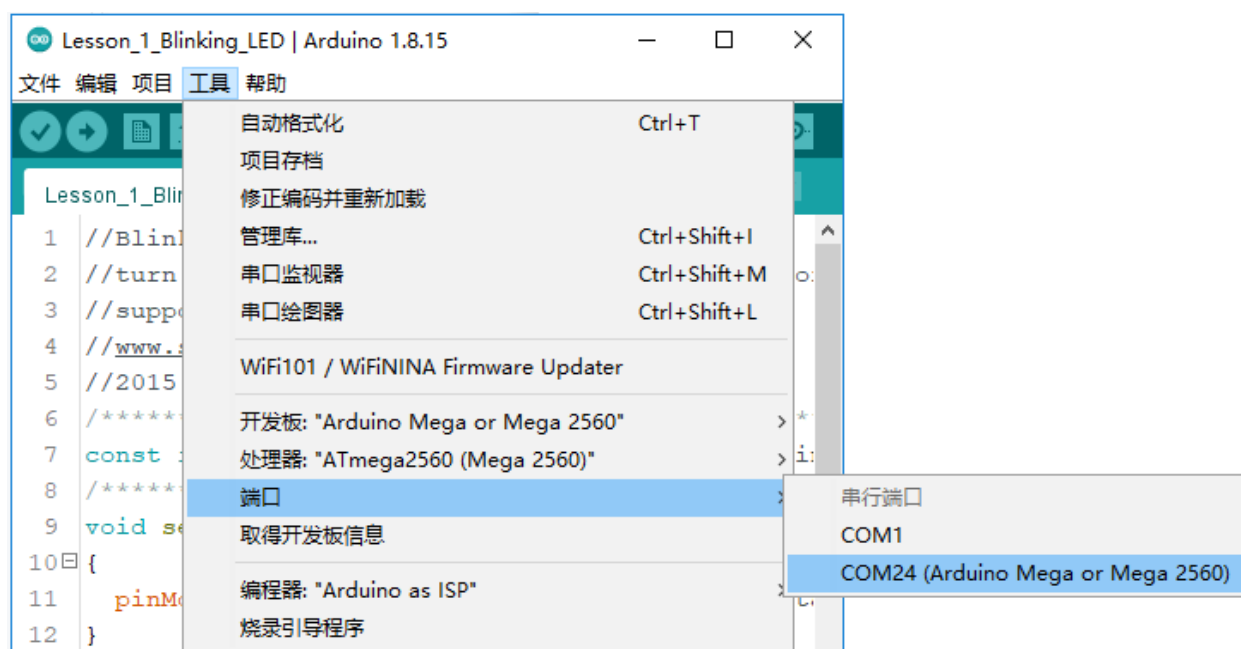 Lesson_1_Blinking_LED | Arduino 1.8.15
文件 编辑 项目 工具 帮助
自动格式化 Ctrl+T
项目存档
修正编码并重新加载
管理库... Ctrl+Shift+I
串口监视器 Ctrl+Shift+M
串口绘图器 Ctrl+Shift+L
WiFi101 / WiFiNINA Firmware Updater
开发板: "Arduino Mega or Mega 2560"
处理器: "ATmega2560 (Mega 2560)"
端口
取得开发板信息
编程器: "Arduino as ISP"
烧录引导程序
串行端口
COM1
COM24 (Arduino Mega or Mega 2560)
Lesson_1_Bli
1 //Blin
2 //turn
3 //supp
4 //www.
5 //2015
6 /*****
7 const
8 /*****
9 void se
10 {
11 pinM
12 }